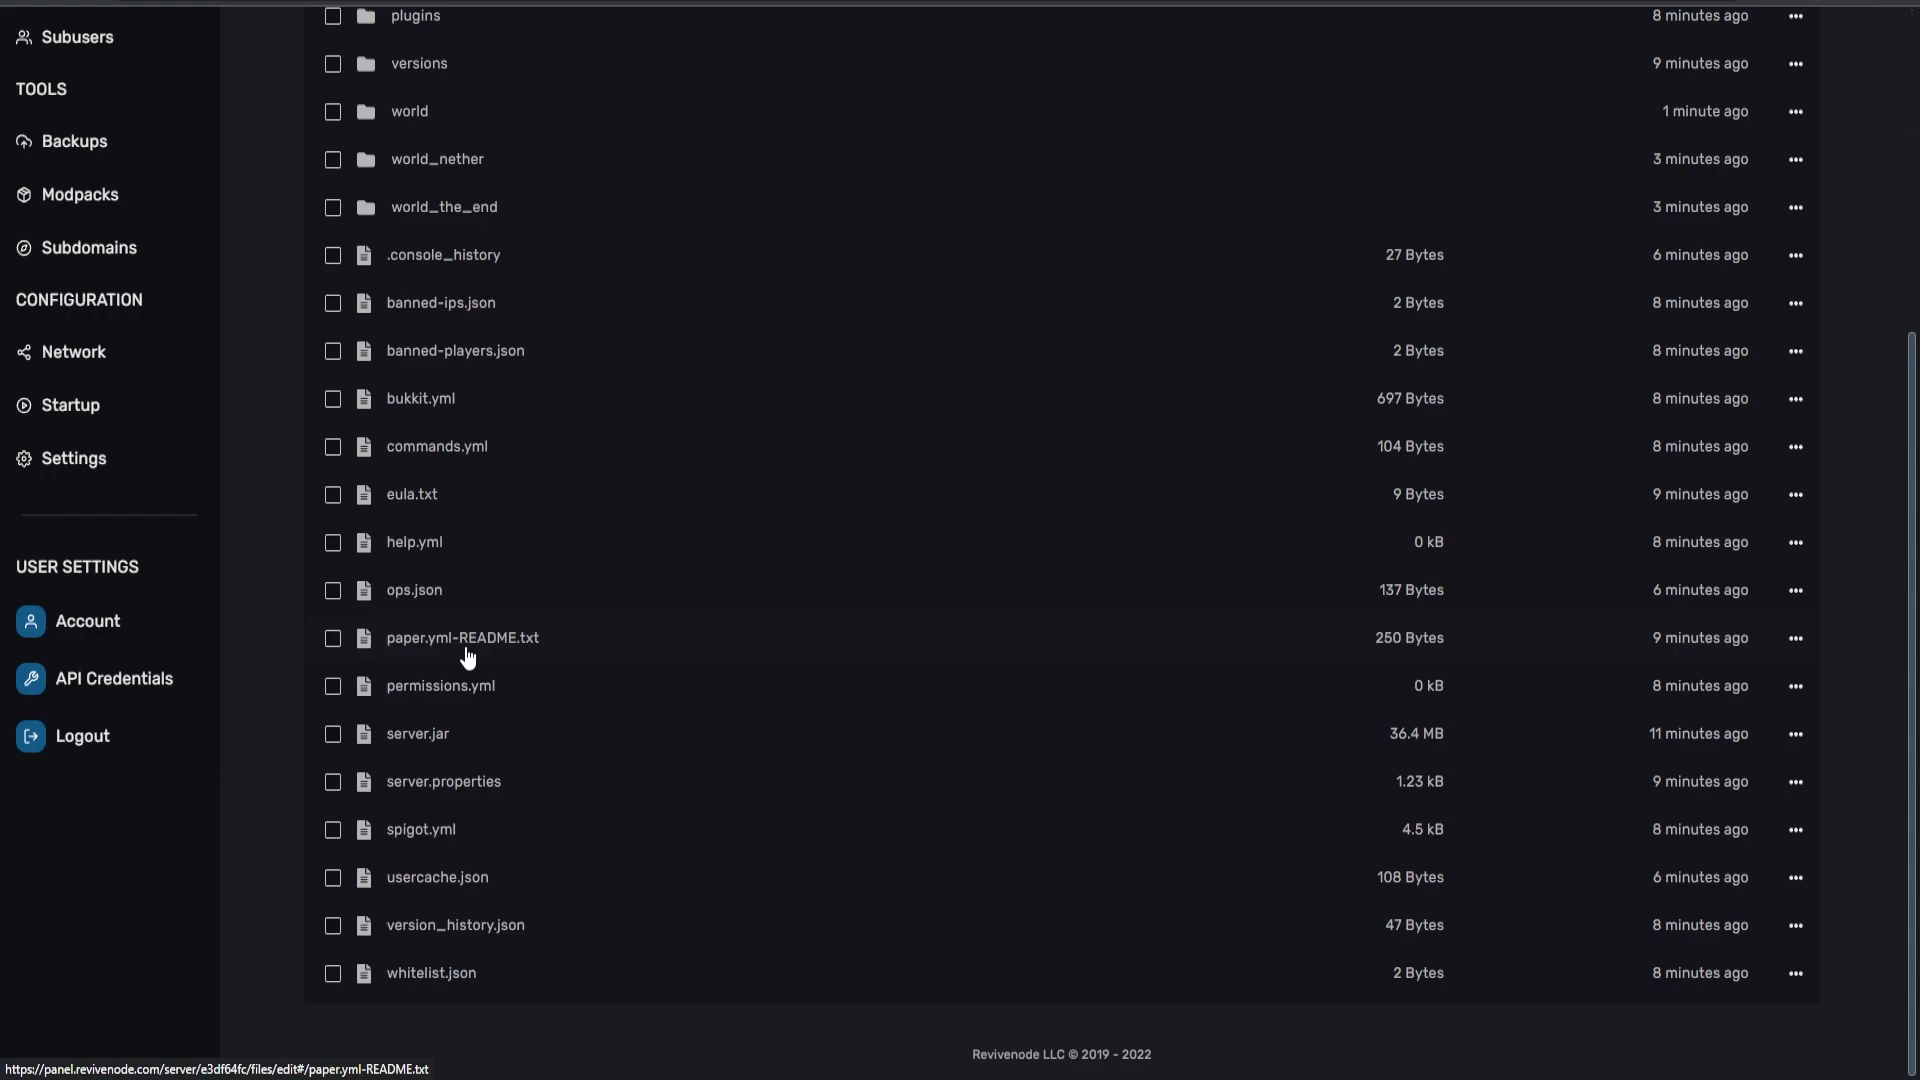 Subusers
TOOLS
Backups
Modpacks
Subdomains
CONFIGURATION
Network
Startup
Settings
USER SETTINGS
Account
API Credentials
Logout
plugins 8 minutes ago
versions 9 minutes ago
world 1 minute ago
world_nether 3 minutes ago
world_the_end 3 minutes ago
.console_history 27 Bytes 6 minutes ago
banned-ips.json 2 Bytes 8 minutes ago
banned-players.json 2 Bytes 8 minutes ago
bukkit.yml 697 Bytes 8 minutes ago
commands.yml 104 Bytes 8 minutes ago
eula.txt 9 Bytes 9 minutes ago
help.yml 0 kB 8 minutes ago
ops.json 137 Bytes 6 minutes ago
paper.yml-README.txt 250 Bytes 9 minutes ago
permissions.yml 0 kB 8 minutes ago
server.jar 36.4 MB 11 minutes ago
server.properties 1.23 kB 9 minutes ago
spigot.yml 4.5 kB 8 minutes ago
usercache.json 108 Bytes 6 minutes ago
version_history.json 47 Bytes 8 minutes ago
whitelist.json 2 Bytes 8 minutes ago
Revivenode LLC © 2019 - 2022
https://panel.revivenode.com/server/e3df64fc/files/edit#/paper.yml-README.txt